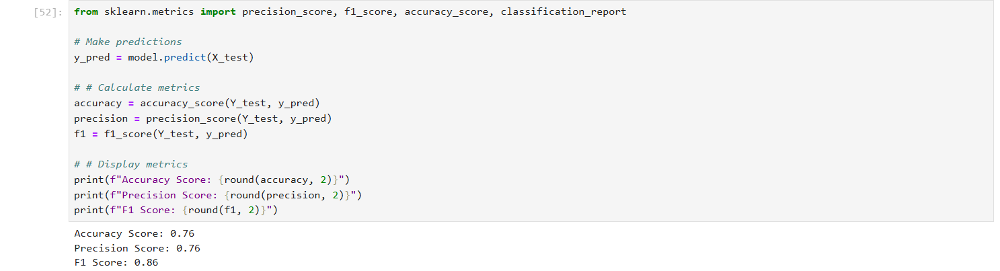 [52]: from sklearn.metrics import precision_score, f1_score, accuracy_score, classification_report
# Make predictions
y_pred = model.predict(X_test)
# # Calculate metrics
accuracy = accuracy_score(Y_test, y_pred)
precision = precision_score(Y_test, y_pred)
f1 = f1_score(Y_test, y_pred)
# # Display metrics
print(f"Accuracy Score: {round(accuracy, 2)}")
print(f"Precision Score: {round(precision, 2)}")
print(f"F1 Score: {round(f1, 2)}")
Accuracy Score: 0.76
Precision Score: 0.76
F1 Score: 0.86